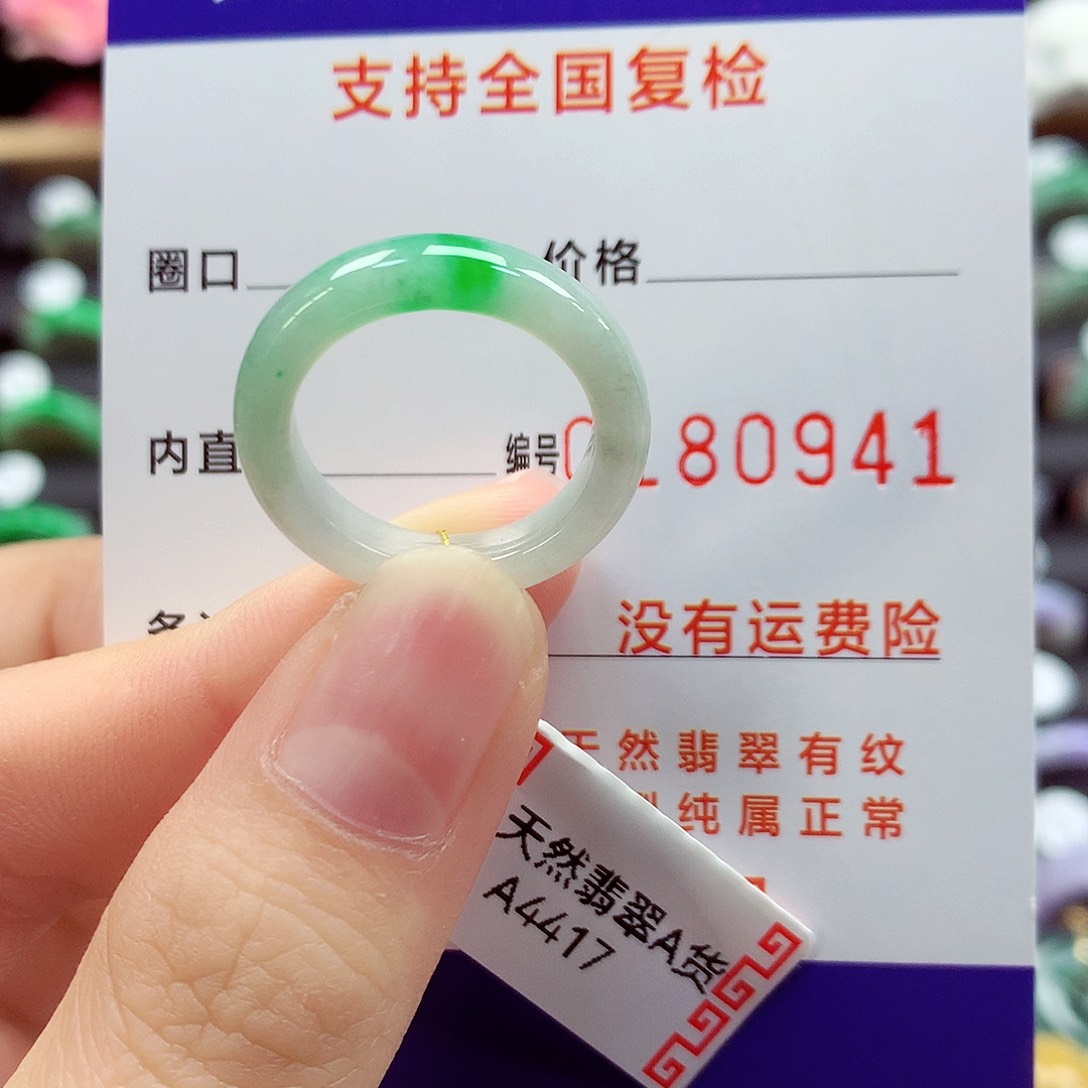 支持全国复检
圈口 价格
内直 编号 80941
没有运费险
天然翡翠有纹
纯属正常
天然翡翠A货
A4417